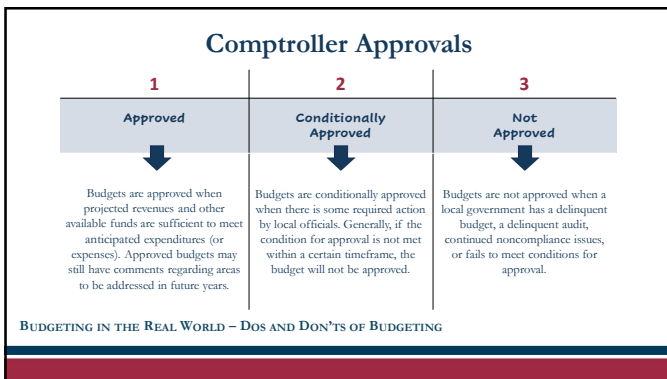 Comptroller Approvals
1
2
3
Approved
Conditionally
Approved
Not
Approved
Budgets are approved when
projected revenues and other
available funds are sufficient to meet
anticipated expenditures (or
expenses). Approved budgets may
still have comments regarding areas
to be addressed in future years.
Budgets are conditionally approved
when there is some required action
by local officials. Generally, if the
condition for approval is not met
within a certain timeframe, the
budget will not be approved.
Budgets are not approved when a
local government has a delinquent
budget, a delinquent audit,
continued noncompliance issues,
or fails to meet conditions for
approval.
BUDGETING IN THE REAL WORLD – DOS AND DON'TS OF BUDGETING